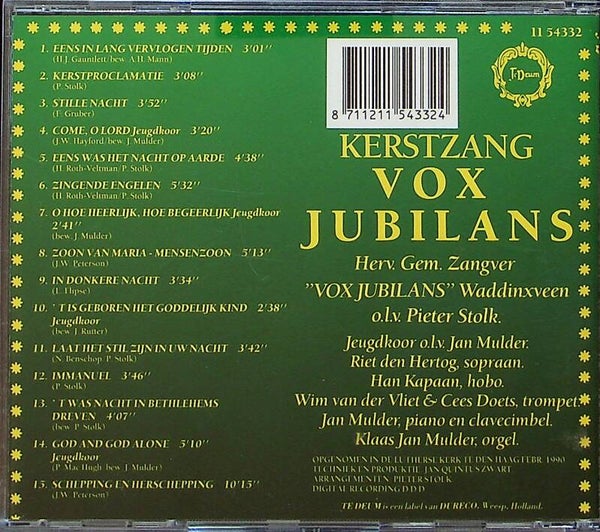 1. EENS IN LANG VERVLOGEN TIJDEN 3'01"
(H.J. Gauntlett/bew. A.H. Mann)
2. KERSTPROCLAMATIE 3'08"
(P. Stolk)
3. STILLE NACHT 3'52"
(F. Gruber)
4. COME, O LORD Jeugdkoor 3'20"
(J.W. Hayford/bew. J. Mulder)
5. EENS WAS HET NACHT OP AARDE 4'38"
(H. Roth-Veltman/P. Stolk)
6. ZINGENDE ENGELEN 5'32"
(H. Roth-Veltman/P. Stolk)
7. O HOE HEERLIJK, HOE BEGEERLIJK Jeugdkoor
2'41"
(bew. J. Mulder)
8. ZOON VAN MARIA - MENSENZOON 5'13"
(J.W. Peterson)
9. IN DONKERE NACHT 3'34"
(L. Elipse)
10. 'T IS GEBOREN HET GODDELIJK KIND 2'38"
Jeugdkoor
(bew. J. Rutter)
11. LAAT HET STIL ZIJN IN UW NACHT 3'42"
(N. Benschop/P. Stolk)
12. IMMANUEL 3'46"
(P. Stolk)
13. 'T WAS NACHT IN BETHLEHEMS
DREVEN 4'07"
(bew. P. Stolk)
14. GOD AND GOD ALONE 5'10"
Jeugdkoor
(P. Mac Hugh/bew. J. Mulder)
15. SCHEPPING EN HERSCHEPPING 10'15"
(J.W. Peterson)
11 54332
Te Deum
8 711211 543324
KERSTZANG
VOX
JUBILANS
Herv. Gem. Zangver
"VOX JUBILANS" Waddinxveen
o.l.v. Pieter Stolk.
Jeugdkoor o.l.v. Jan Mulder.
Riet den Hertog, sopraan.
Han Kapaan, hobo.
Wim van der Vliet & Cees Doets, trompet
Jan Mulder, piano en clavecimbel.
Klaas Jan Mulder, orgel.
OPGENOMEN IN DE LUTHERSE KERK TE DEN HAAG FEBR. 1990
TECHNIEK EN PRODUKTIE JAN QUINTUS ZWART
ARRANGEMENTEN: PIETER STOLK
DIGITAL RECORDING D D D
TE DEUM is een label van DURECO. Weesp. Holland.